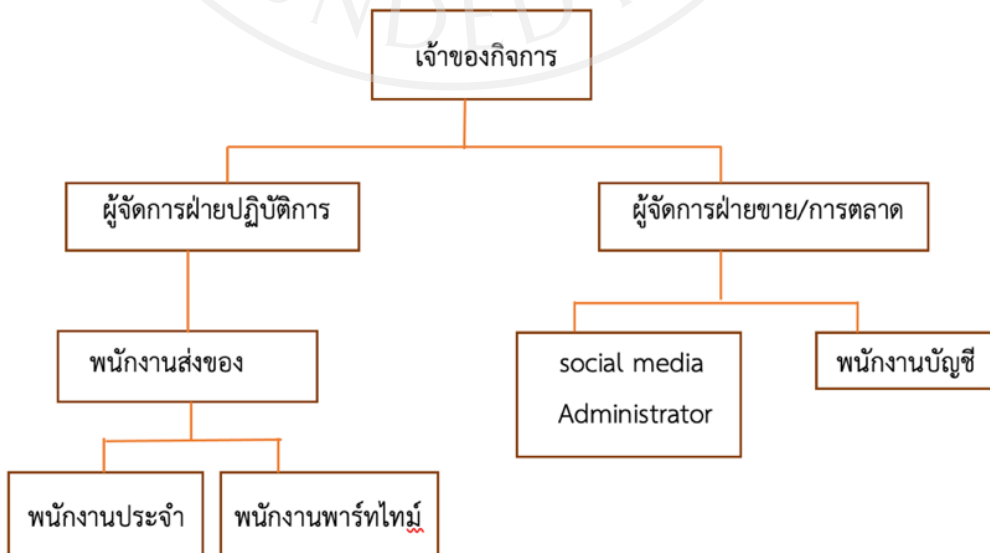 UNDED
เจ้าของกิจการ
ผู้จัดการฝ่ายปฏิบัติการ
ผู้จัดการฝ่ายขาย/การตลาด
พนักงานส่งของ
social media
Administrator
พนักงานบัญชี
พนักงานประจำ
พนักงานพาร์ทไทม์